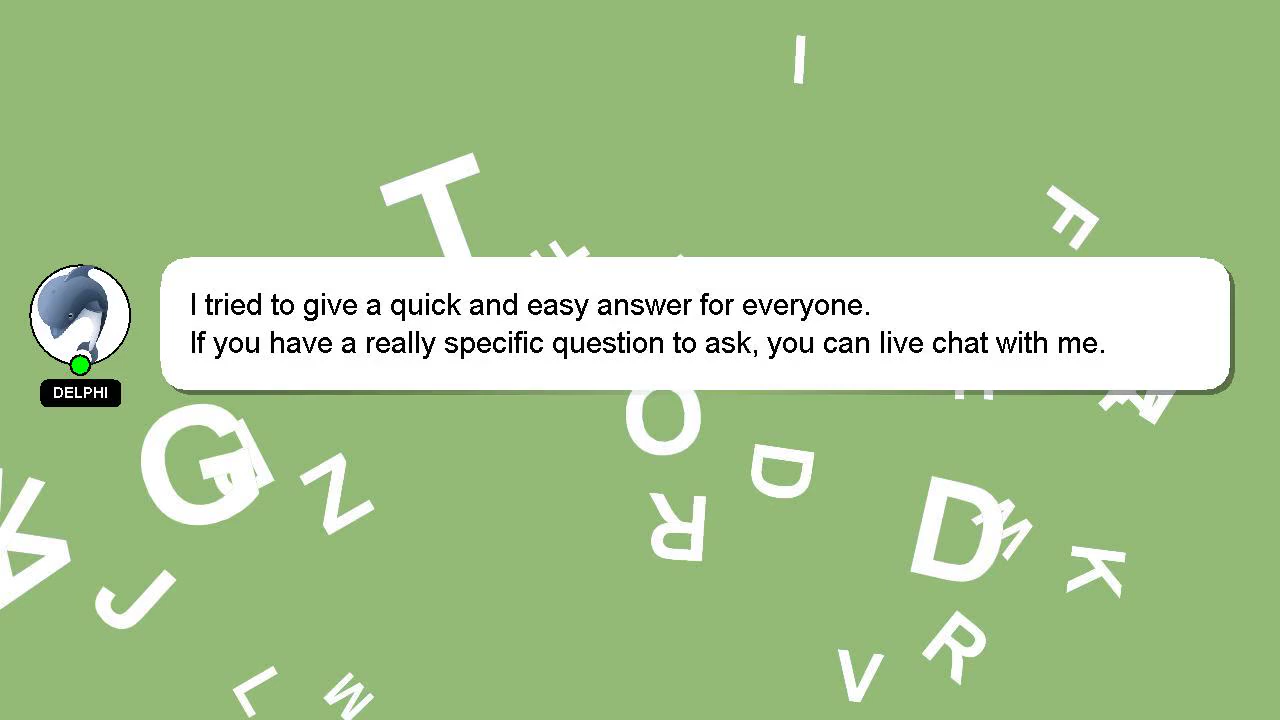 I
T
F
I tried to give a quick and easy answer for everyone.
If you have a really specific question to ask, you can live chat with me.
DELPHI
G
O
N
D
R
D
M
K
J
R
V
L
M